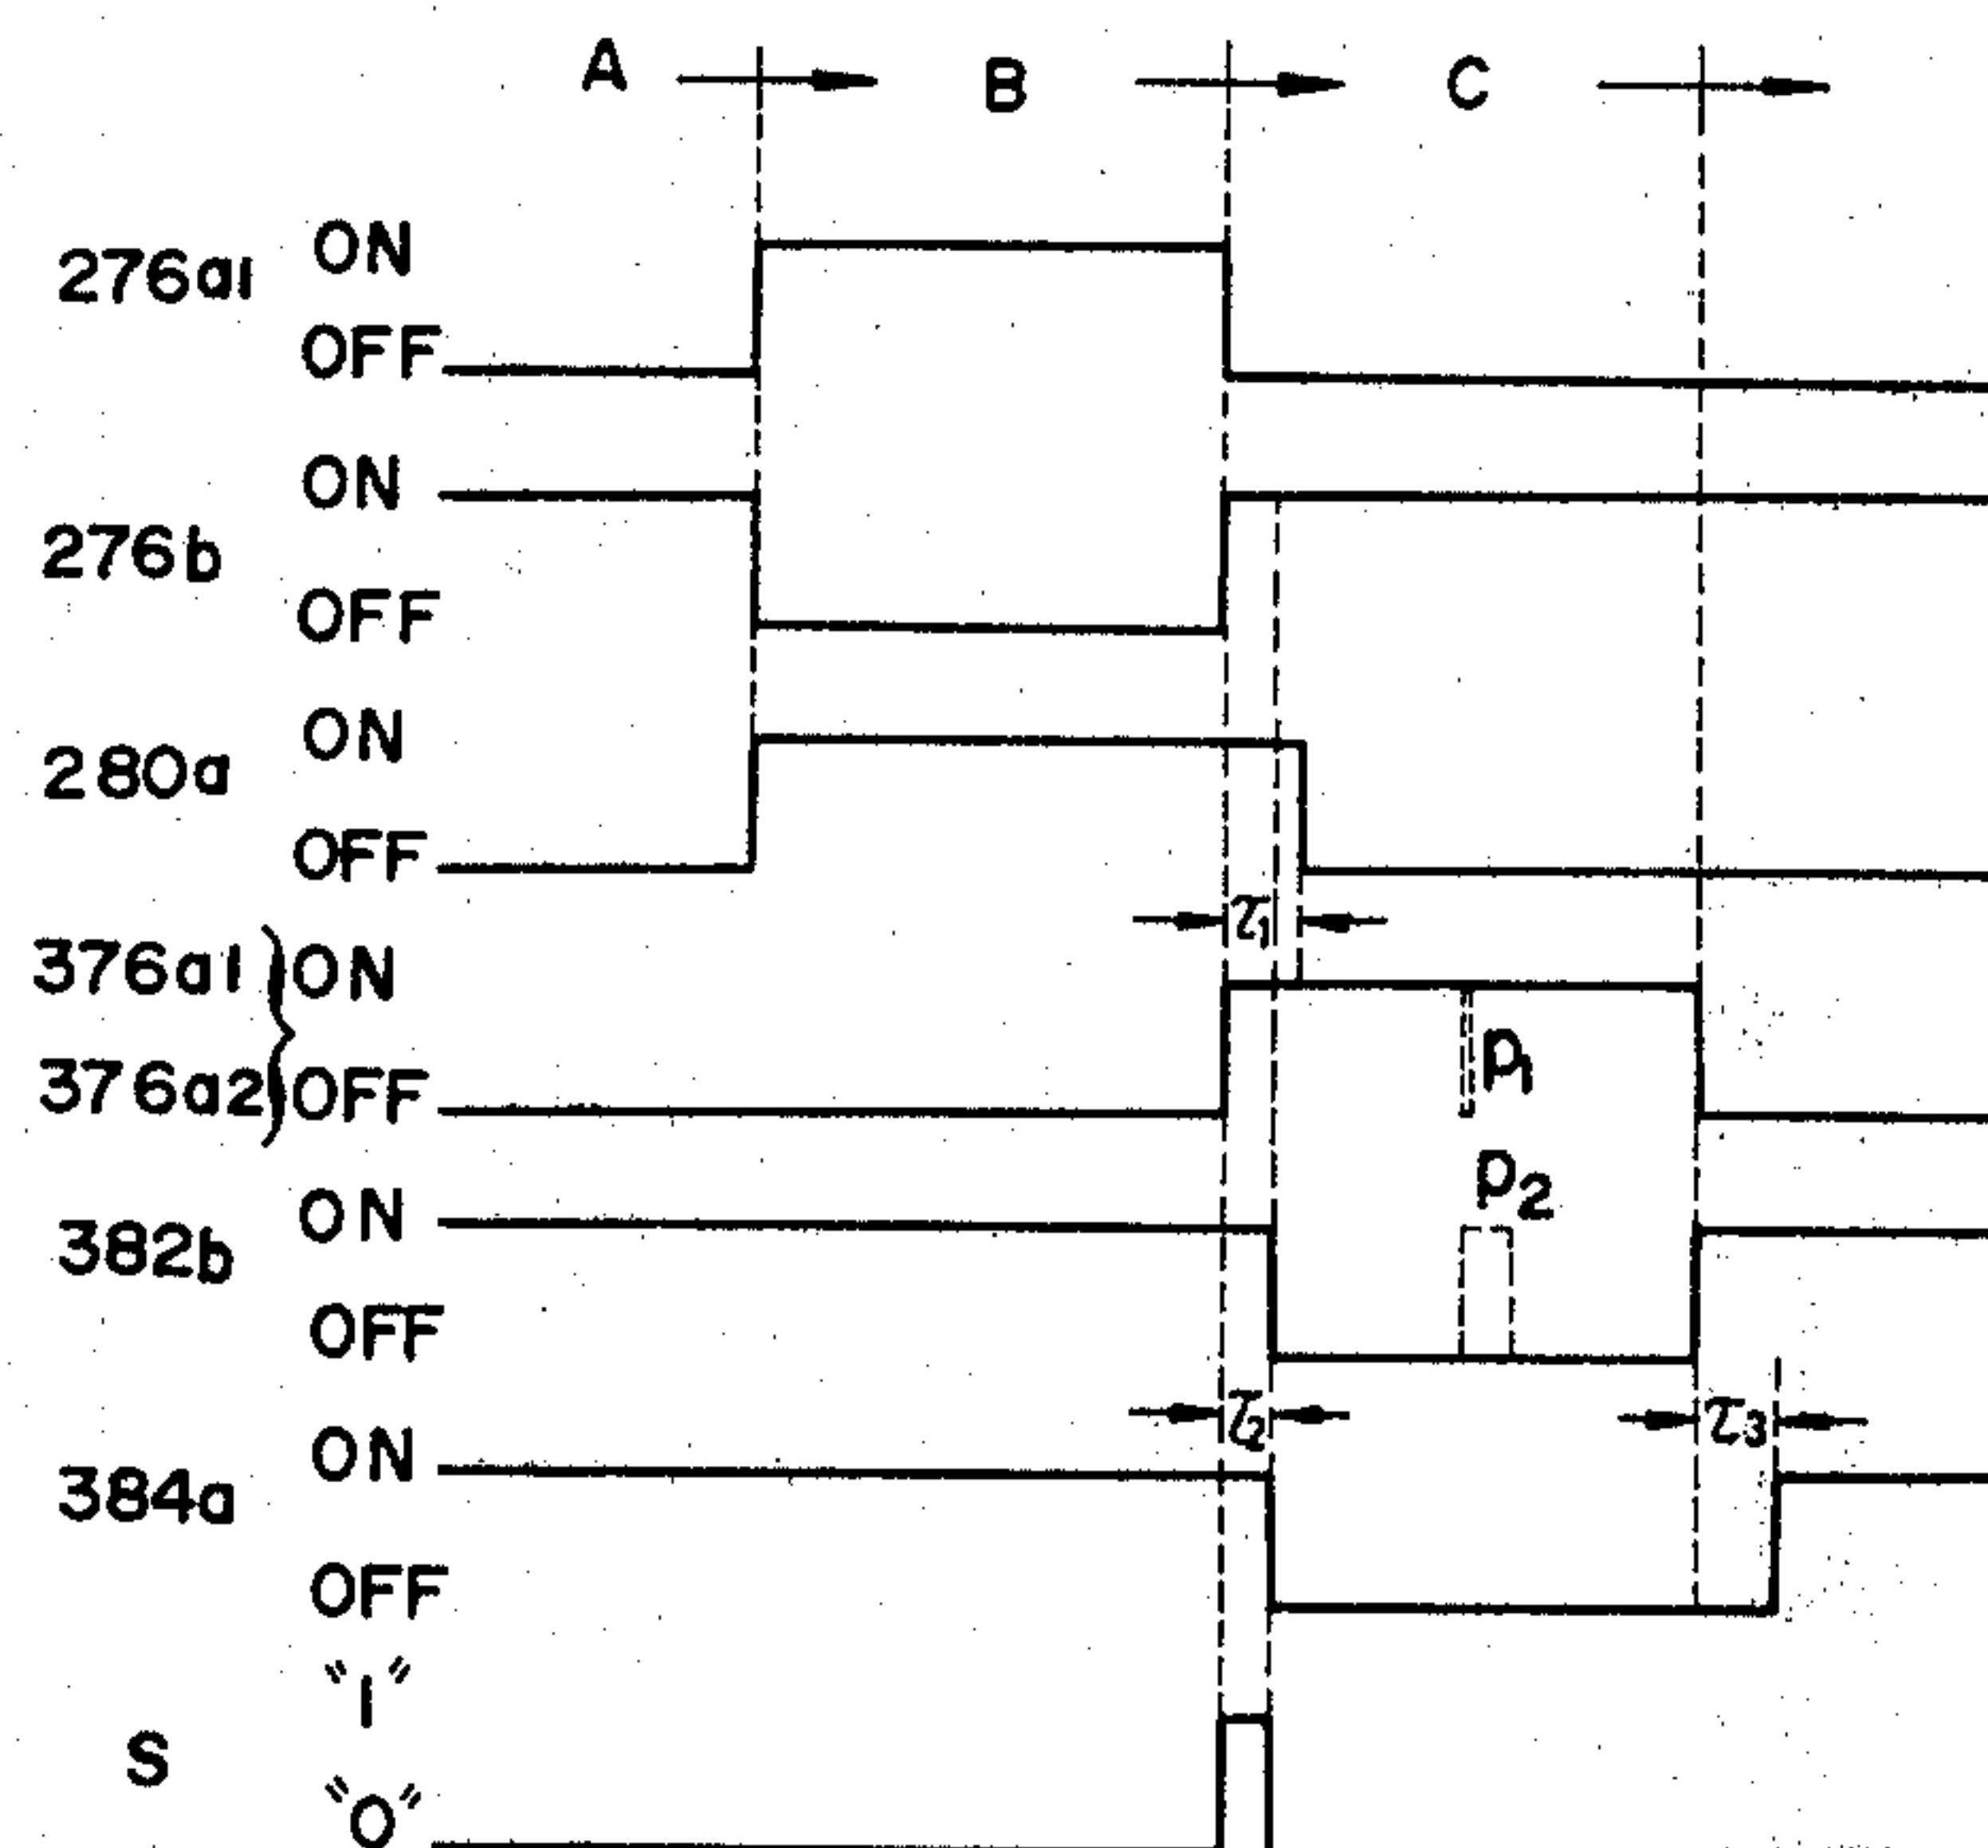 A B C
276a1 ON
OFF
ON
276b
OFF
ON
280a
OFF
τ1
376a1 ON
376a2 OFF
p1
p2
ON
382b
OFF
τ2 τ3
ON
384a
OFF
"1"
S
"0"